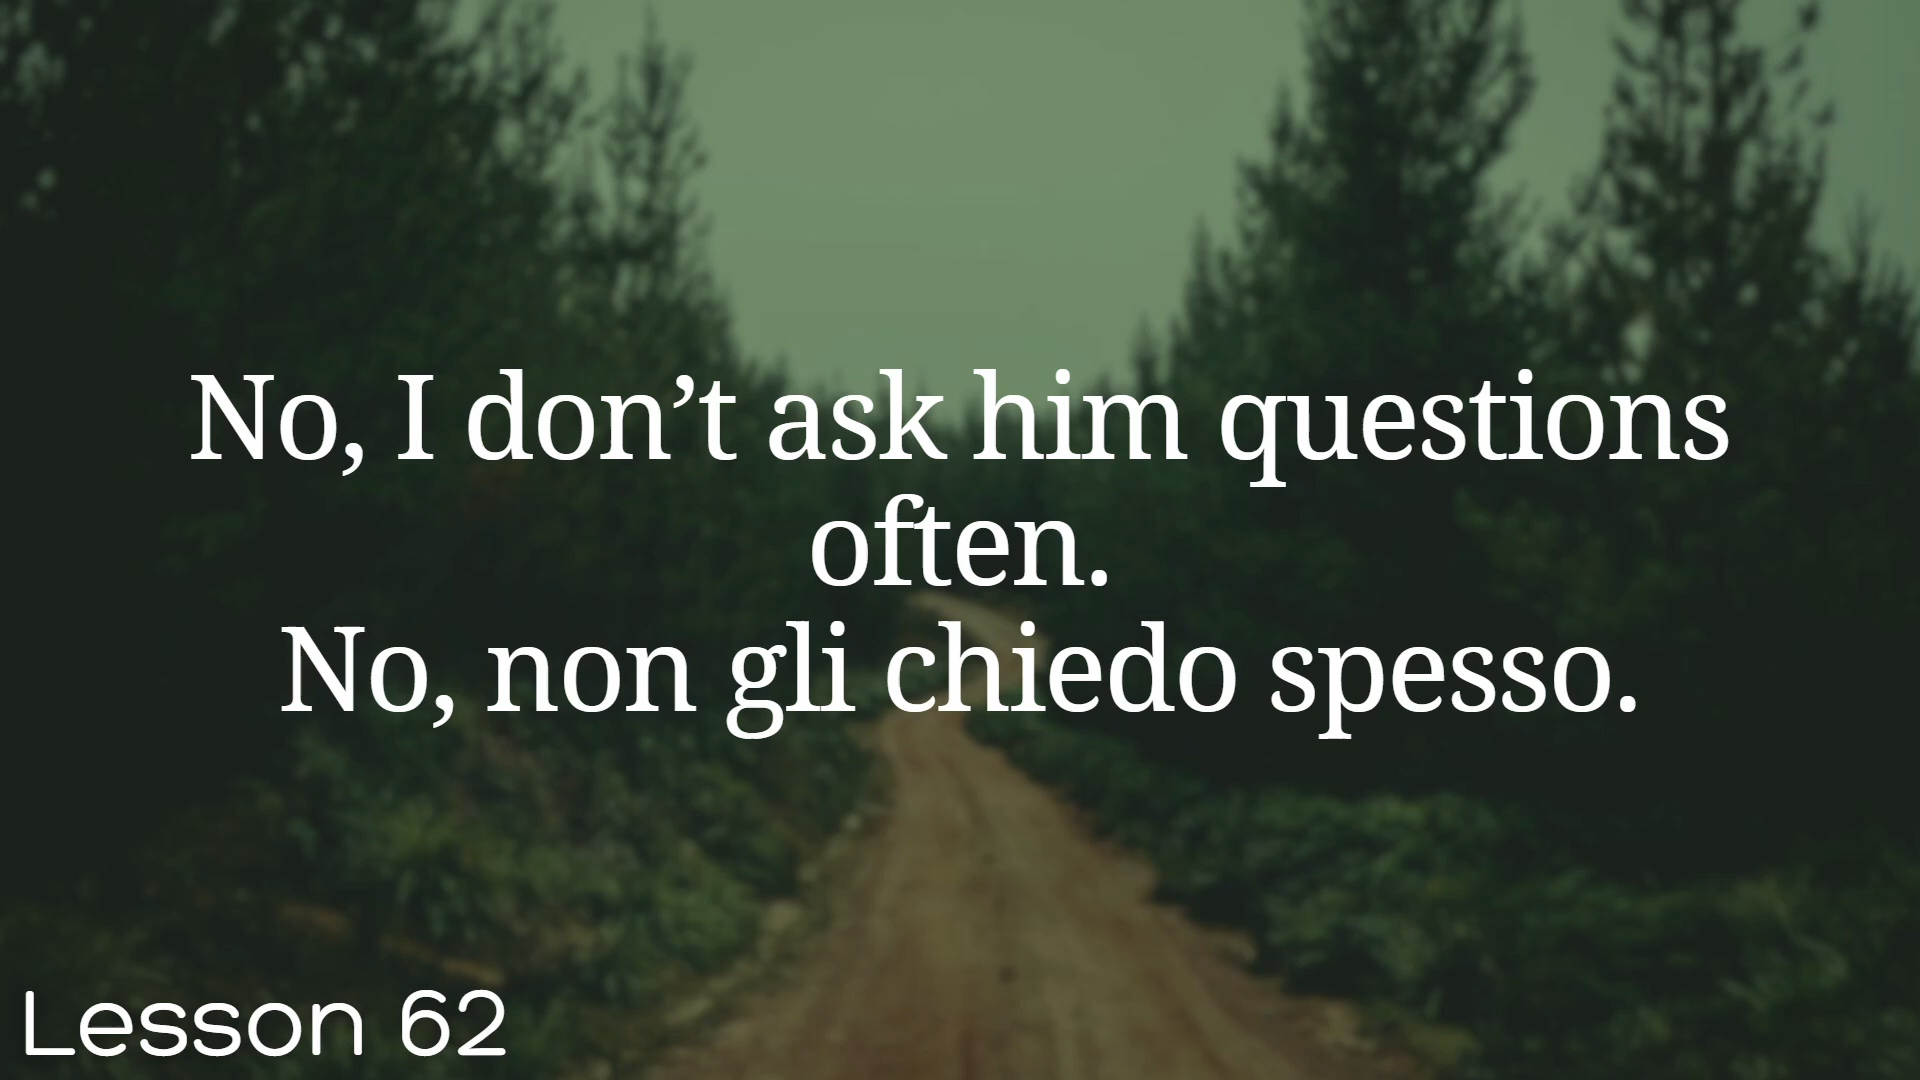 No, I don’t ask him questions
often.
No, non gli chiedo spesso.
Lesson 62